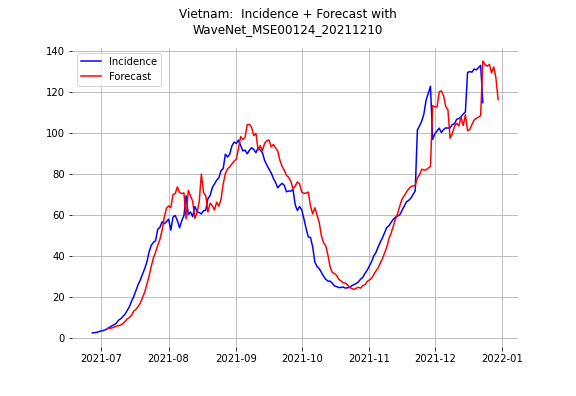 Vietnam:  Incidence + Forecast with
WaveNet_MSE00124_20211210
Incidence
Forecast
140
120
100
80
60
40
20
0
2021-07 2021-08 2021-09 2021-10 2021-11 2021-12 2022-01